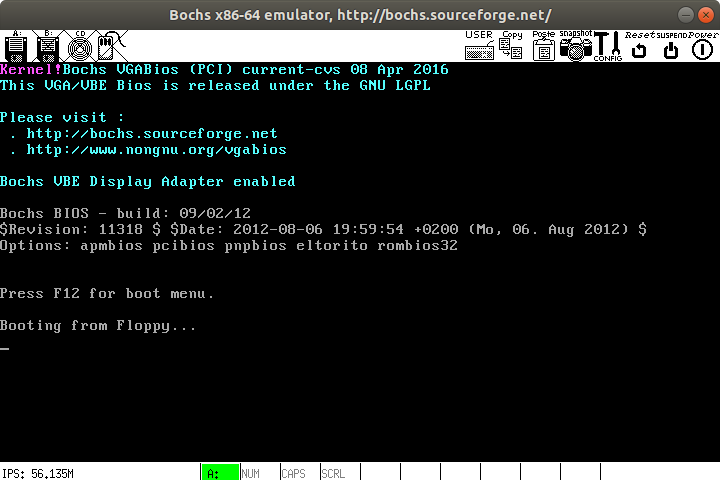 Bochs x86-64 emulator, http://bochs.sourceforge.net/
A: B: CD USER Copy Paste Snapshot CONFIG Reset SUSPEND Power
Kernel!Bochs VGABios (PCI) current-cvs 08 Apr 2016
This VGA/VBE Bios is released under the GNU LGPL
Please visit :
. http://bochs.sourceforge.net
. http://www.nongnu.org/vgabios
Bochs VBE Display Adapter enabled
Bochs BIOS - build: 09/02/12
$Revision: 11318 $ $Date: 2012-08-06 19:59:54 +0200 (Mo, 06. Aug 2012) $
Options: apmbios pcibios pnpbios eltorito rombios32
Press F12 for boot menu.
Booting from Floppy...
_
IPS: 56.135M A: NUM CAPS SCRL